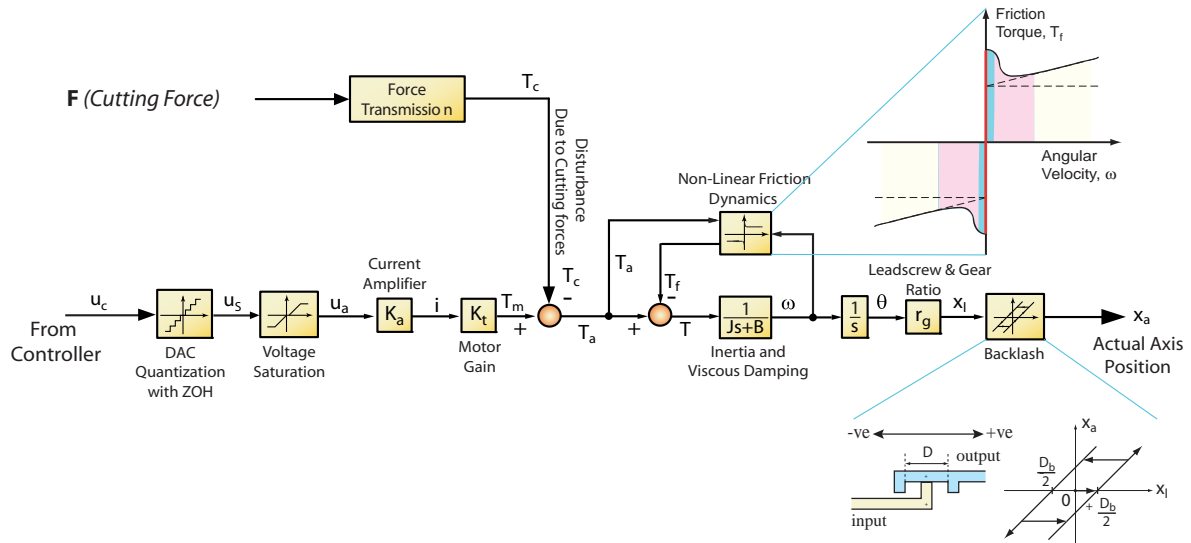 Friction
Torque, T_f
F (Cutting Force)
Force
Transmissio n
T_c
Disturbance
Due to Cutting forces
Angular
Velocity, ω
Non-Linear Friction
Dynamics
T_a
T_f
T_c
Leadscrew & Gear
Ratio
Current
Amplifier
u_c
u_s
u_a
K_a
i
K_t
T_m
-
+
T_a
-
+
T
1
Js+B
ω
1
s
θ
r_g
x_l
x_a
From
Controller
DAC
Quantization
with ZOH
Voltage
Saturation
Motor
Gain
Inertia and
Viscous Damping
Backlash
Actual Axis
Position
-ve
+ve
D
output
input
x_a
D_b
2
0
+
D_b
2
x_l